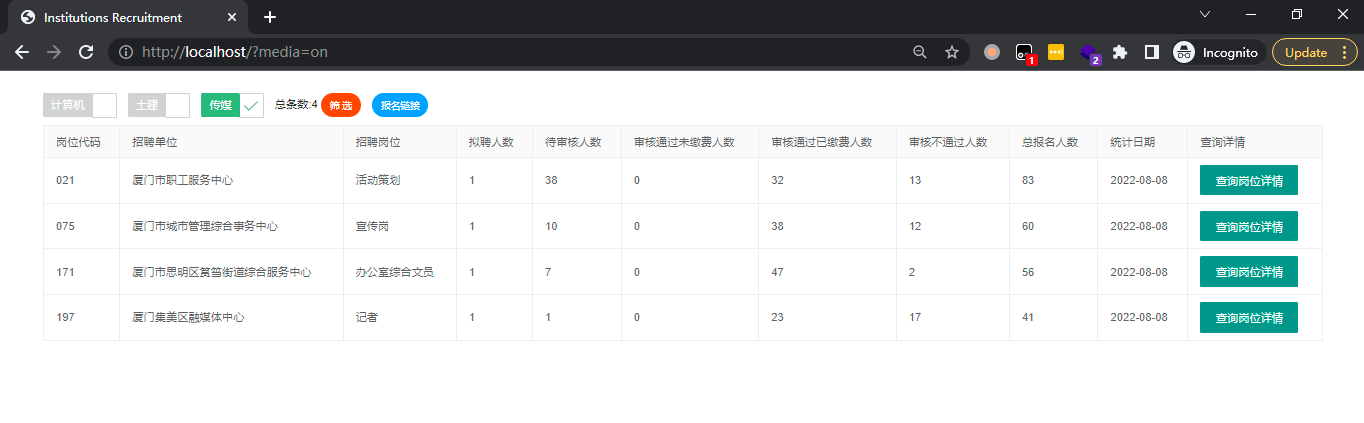 Institutions Recruitment
http://localhost/?media=on
1
2
Incognito
Update
计算机 土建 传媒 总条数:4 筛选 报名链接
岗位代码 招聘单位 招聘岗位 拟聘人数 待审核人数 审核通过未缴费人数 审核通过已缴费人数 审核不通过人数 总报名人数 统计日期 查询详情
021 厦门市职工服务中心 活动策划 1 38 0 32 13 83 2022-08-08 查询岗位详情
075 厦门市城市管理综合事务中心 宣传岗 1 10 0 38 12 60 2022-08-08 查询岗位详情
171 厦门市思明区筼筜街道综合服务中心 办公室综合文员 1 7 0 47 2 56 2022-08-08 查询岗位详情
197 厦门集美区融媒体中心 记者 1 1 0 23 17 41 2022-08-08 查询岗位详情